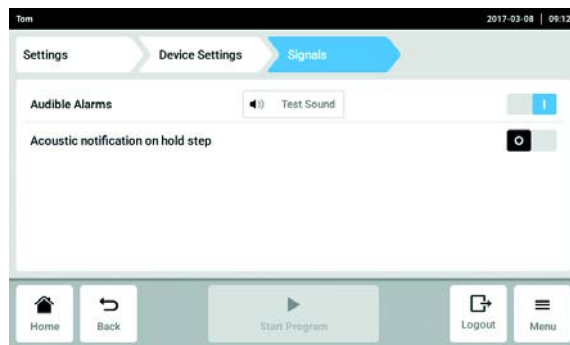 Tom 2017-03-08 | 09:12
Settings Device Settings Signals
Audible Alarms Test Sound I
Acoustic notification on hold step O
Home Back Start Program Logout Menu